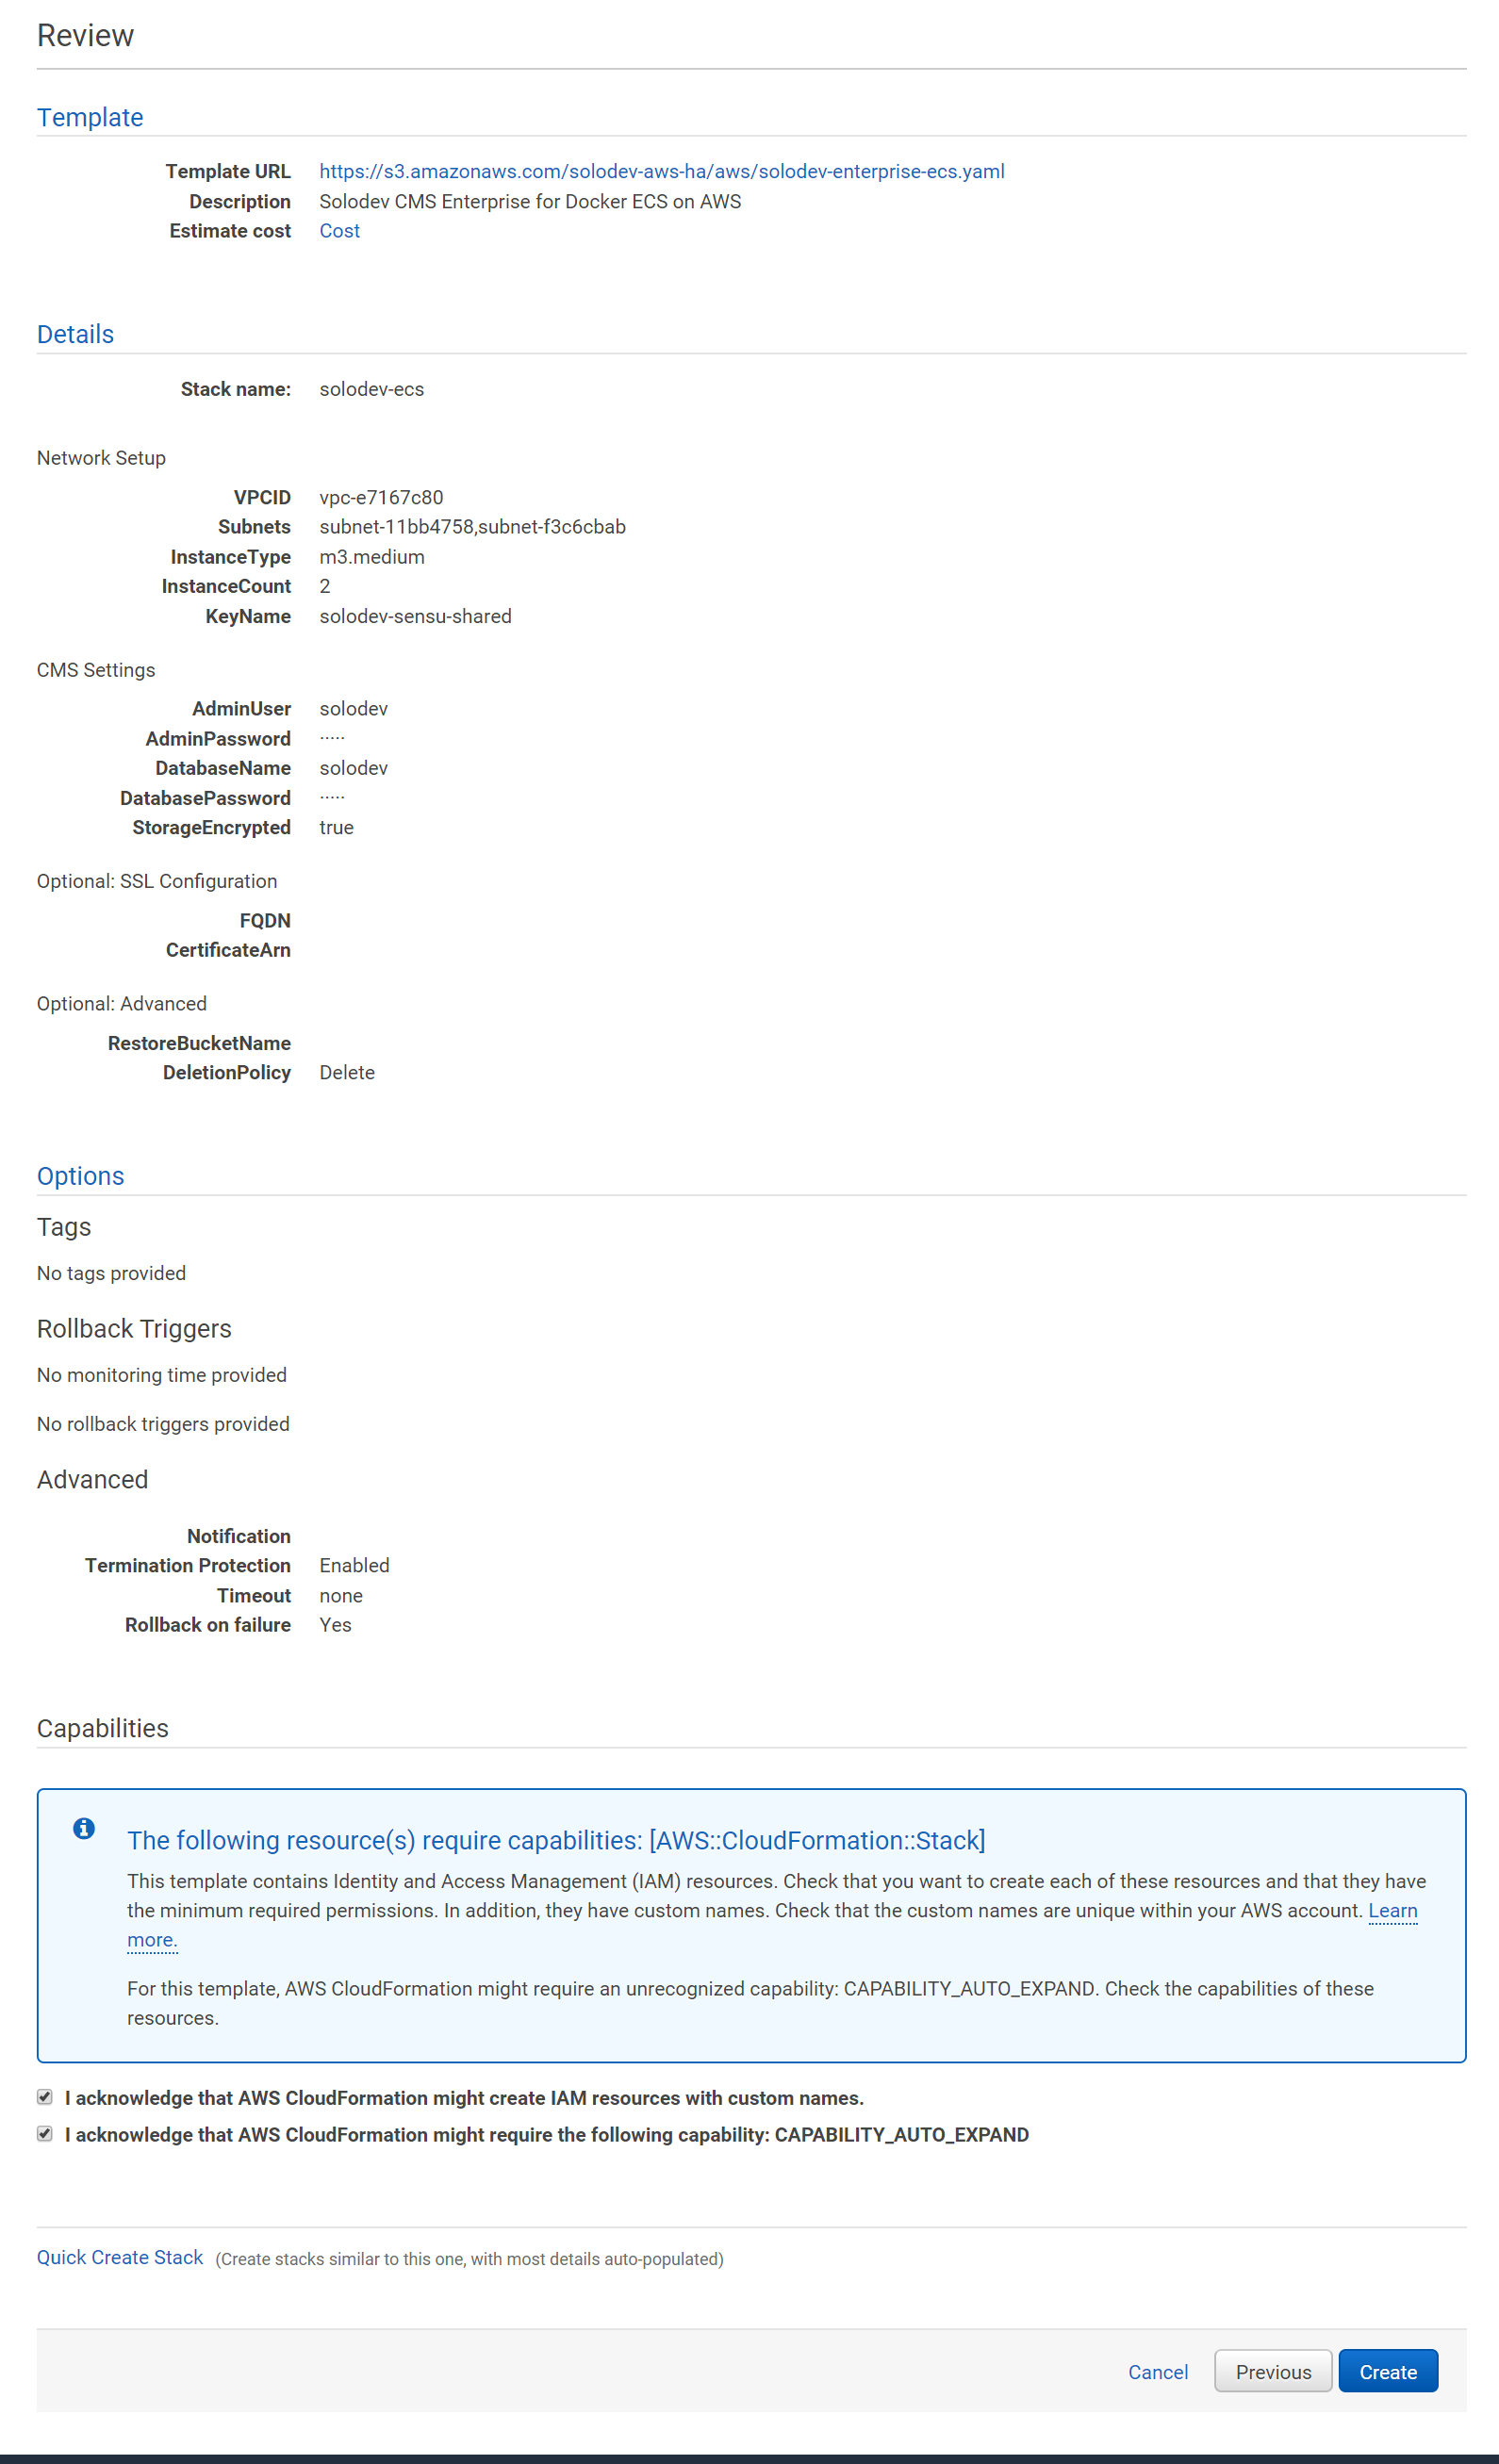 Review
Template
Template URL https://s3.amazonaws.com/solodev-aws-ha/aws/solodev-enterprise-ecs.yaml
Description Solodev CMS Enterprise for Docker ECS on AWS
Estimate cost Cost
Details
Stack name: solodev-ecs
Network Setup
VPCID vpc-e7167c80
Subnets subnet-11bb4758,subnet-f3c6cbab
InstanceType m3.medium
InstanceCount 2
KeyName solodev-sensu-shared
CMS Settings
AdminUser solodev
AdminPassword ·····
DatabaseName solodev
DatabasePassword ·····
StorageEncrypted true
Optional: SSL Configuration
FQDN
CertificateArn
Optional: Advanced
RestoreBucketName
DeletionPolicy Delete
Options
Tags
No tags provided
Rollback Triggers
No monitoring time provided
No rollback triggers provided
Advanced
Notification
Termination Protection Enabled
Timeout none
Rollback on failure Yes
Capabilities
The following resource(s) require capabilities: [AWS::CloudFormation::Stack]
This template contains Identity and Access Management (IAM) resources. Check that you want to create each of these resources and that they have
the minimum required permissions. In addition, they have custom names. Check that the custom names are unique within your AWS account. Learn
more.
For this template, AWS CloudFormation might require an unrecognized capability: CAPABILITY_AUTO_EXPAND. Check the capabilities of these
resources.
I acknowledge that AWS CloudFormation might create IAM resources with custom names.
I acknowledge that AWS CloudFormation might require the following capability: CAPABILITY_AUTO_EXPAND
Quick Create Stack (Create stacks similar to this one, with most details auto-populated)
Cancel Previous Create